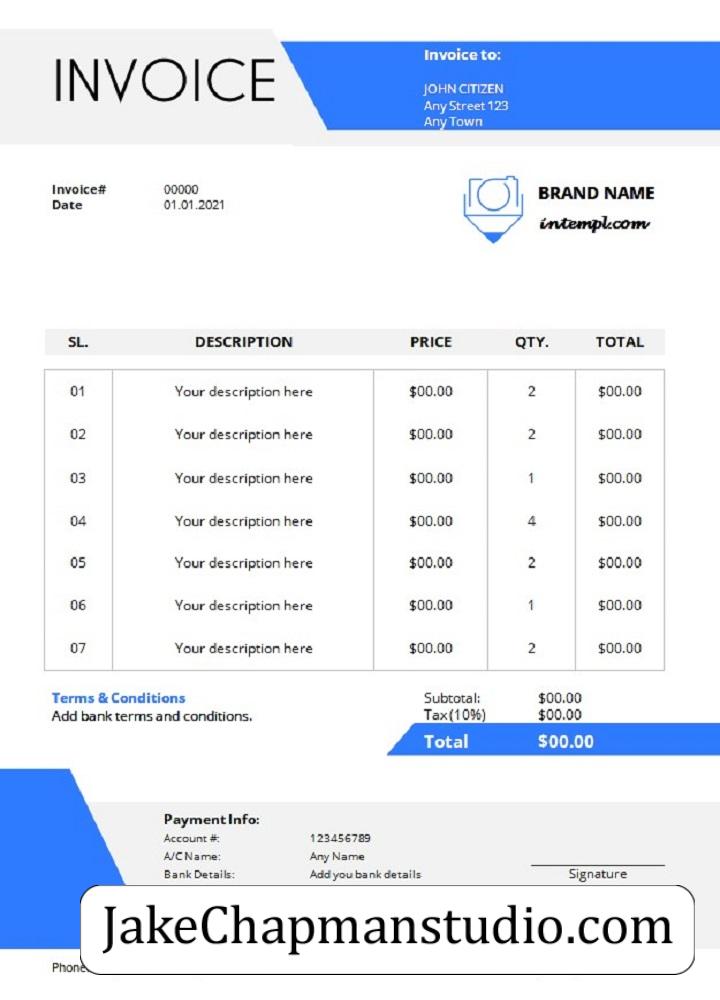 INVOICE
Invoice to:
JOHN CITIZEN
Any Street 123
Any Town
Invoice# 00000
Date 01.01.2021
BRAND NAME
intempl.com
SL. DESCRIPTION PRICE QTY. TOTAL
01 Your description here $00.00 2 $00.00
02 Your description here $00.00 2 $00.00
03 Your description here $00.00 1 $00.00
04 Your description here $00.00 4 $00.00
05 Your description here $00.00 2 $00.00
06 Your description here $00.00 1 $00.00
07 Your description here $00.00 2 $00.00
Terms & Conditions
Add bank terms and conditions.
Subtotal: $00.00
Tax(10%) $00.00
Total $00.00
Payment Info:
Account #: 123456789
A/C Name: Any Name
Bank Details: Add you bank details
Signature
JakeChapmanstudio.com
Phone